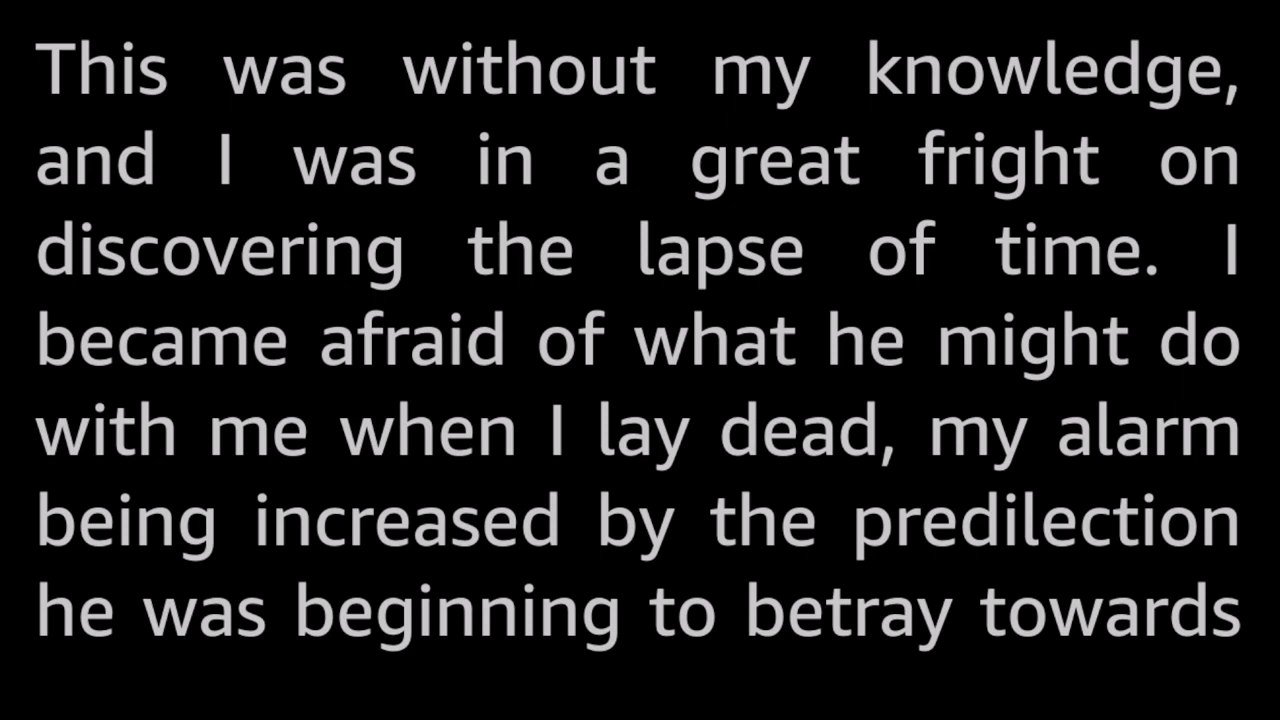 This was without my knowledge,
and I was in a great fright on
discovering the lapse of time. I
became afraid of what he might do
with me when I lay dead, my alarm
being increased by the predilection
he was beginning to betray towards